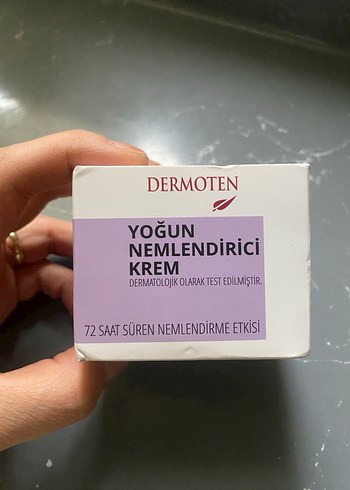 DERMOTEN
YOĞUN
NEMLENDİRİCİ
KREM
DERMATOLOJİK OLARAK TEST EDİLMİŞTİR.
72 SAAT SÜREN NEMLENDİRME ETKİSİ